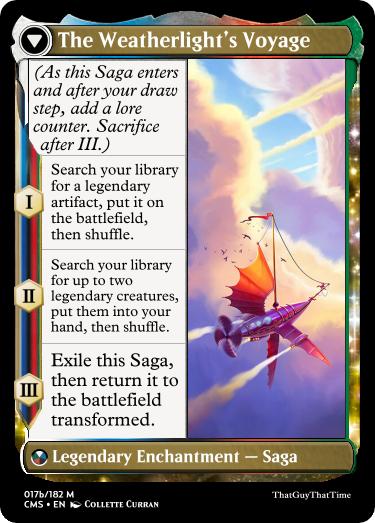 The Weatherlight's Voyage
(As this Saga enters
and after your draw
step, add a lore
counter. Sacrifice
after III.)
I
Search your library
for a legendary
artifact, put it on
the battlefield,
then shuffle.
II
Search your library
for up to two
legendary creatures,
put them into your
hand, then shuffle.
III
Exile this Saga,
then return it to
the battlefield
transformed.
Legendary Enchantment — Saga
017b/182 M
CMS • EN Collette Curran
ThatGuyThatTime